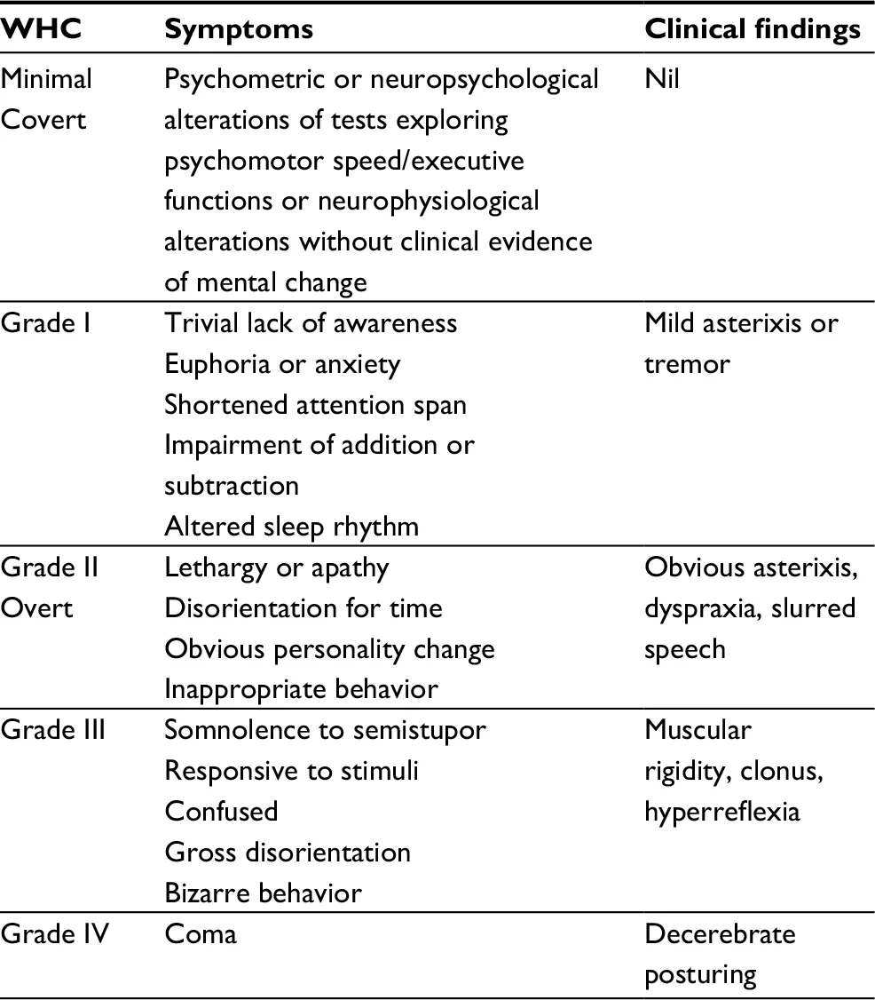 WHC Symptoms Clinical findings
Minimal Psychometric or neuropsychological Nil
Covert alterations of tests exploring
psychomotor speed/executive
functions or neurophysiological
alterations without clinical evidence
of mental change
Grade I Trivial lack of awareness Mild asterixis or
Euphoria or anxiety tremor
Shortened attention span
Impairment of addition or
subtraction
Altered sleep rhythm
Grade II Lethargy or apathy Obvious asterixis,
Overt Disorientation for time dyspraxia, slurred
Obvious personality change speech
Inappropriate behavior
Grade III Somnolence to semistupor Muscular
Responsive to stimuli rigidity, clonus,
Confused hyperreflexia
Gross disorientation
Bizarre behavior
Grade IV Coma Decerebrate
posturing